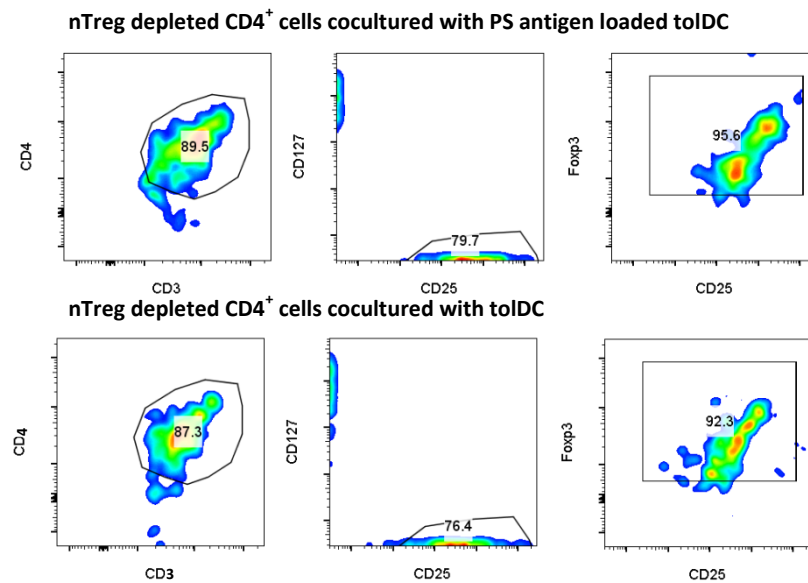 nTreg depleted CD4+ cells cocultured with PS antigen loaded tolDC
CD4
89.5
CD3
CD127
79.7
CD25
Foxp3
95.6
CD25
nTreg depleted CD4+ cells cocultured with tolDC
CD4
87.3
CD3
CD127
76.4
CD25
Foxp3
92.3
CD25